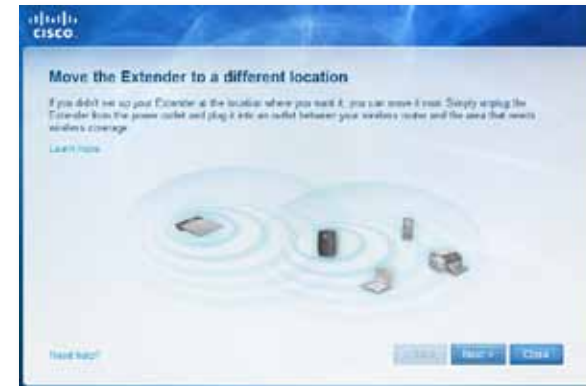 CISCO
Move the Extender to a different location
If you didn't set up your Extender at the location where you want it, you can move it now. Simply unplug the
Extender from the power outlet and plug it into an outlet between your wireless router and the area that needs
wireless coverage.
Learn more
Need help?
Next >
Close